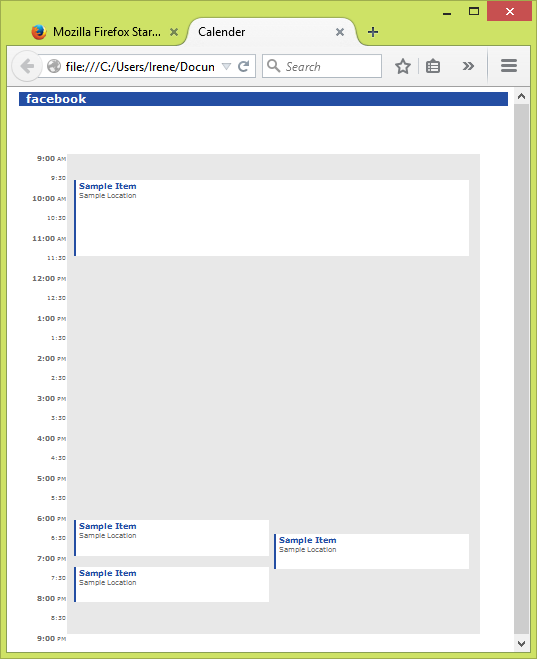 Mozilla Firefox Star...
Calender
file:///C:/Users/Irene/Docun
Search
facebook
9:00 AM
9:30
Sample Item
Sample Location
10:00 AM
10:30
11:00 AM
11:30
12:00 PM
12:30
1:00 PM
1:30
2:00 PM
2:30
3:00 PM
3:30
4:00 PM
4:30
5:00 PM
5:30
6:00 PM
Sample Item
Sample Location
6:30
Sample Item
Sample Location
7:00 PM
7:30
Sample Item
Sample Location
8:00 PM
8:30
9:00 PM